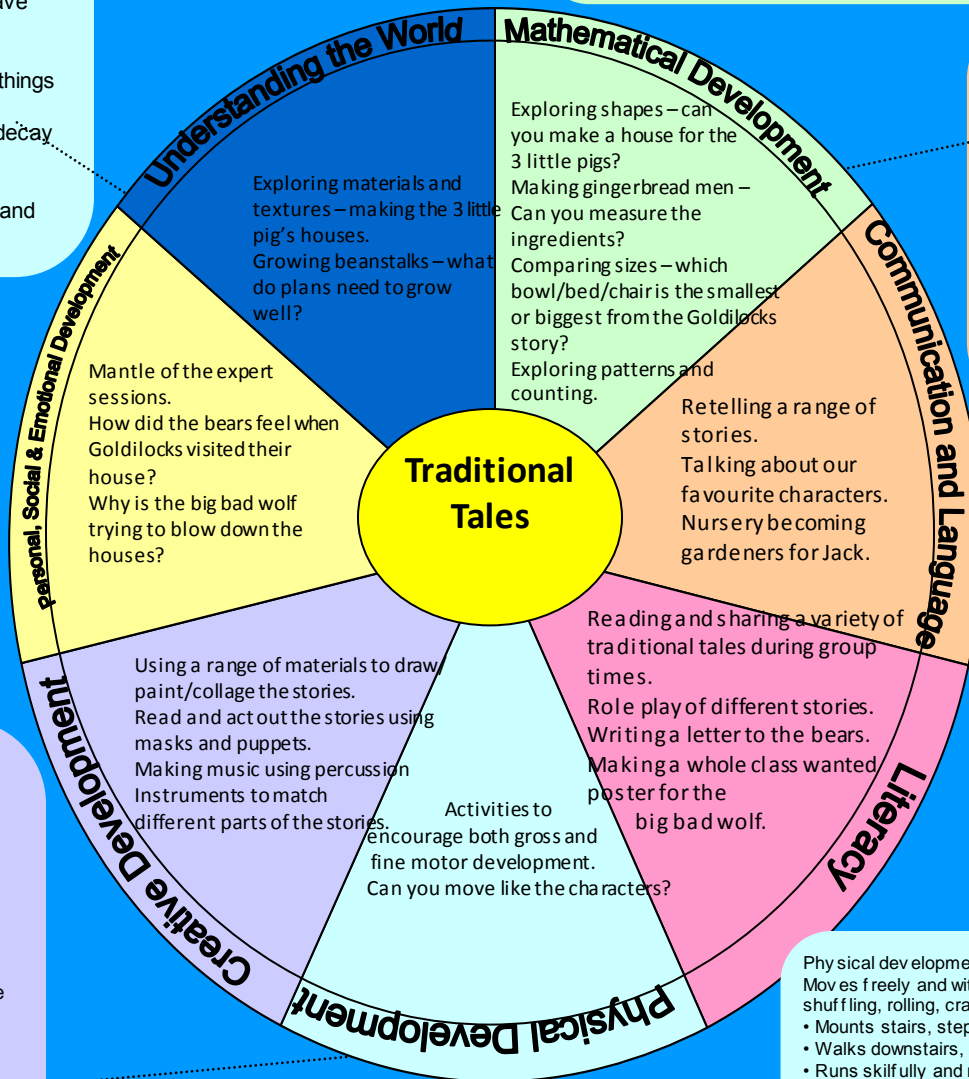 things
decay
and
Understanding the World
Exploring materials and
textures – making the 3 little
pig's houses.
Growing beanstalks – what
do plans need to grow
well?
Mathematical Development
Exploring shapes – can
you make a house for the
3 little pigs?
Making gingerbread men –
Can you measure the
ingredients?
Comparing sizes – which
bowl/bed/chair is the smallest
or biggest from the Goldilocks
story?
Exploring patterns and
counting.
Communication and Language
Retelling a range of
stories.
Talking about our
favourite characters.
Nursery becoming
gardeners for Jack.
Personal, Social & Emotional Development
Mantle of the expert
sessions.
How did the bears feel when
Goldilocks visited their
house?
Why is the big bad wolf
trying to blow down the
houses?
Traditional
Tales
Literacy
Reading and sharing a variety of
traditional tales during group
times.
Role play of different stories.
Writing a letter to the bears.
Making a whole class wanted
poster for the
big bad wolf.
Creative Development
Using a range of materials to draw/
paint/collage the stories.
Read and act out the stories using
masks and puppets.
Making music using percussion
Instruments to match
different parts of the stories.
Physical Development
Activities to
encourage both gross and
fine motor development.
Can you move like the characters?
Physical developme
Moves freely and wit
shuffling, rolling, cra
• Mounts stairs, step
• Walks downstairs,
• Runs skilfully and